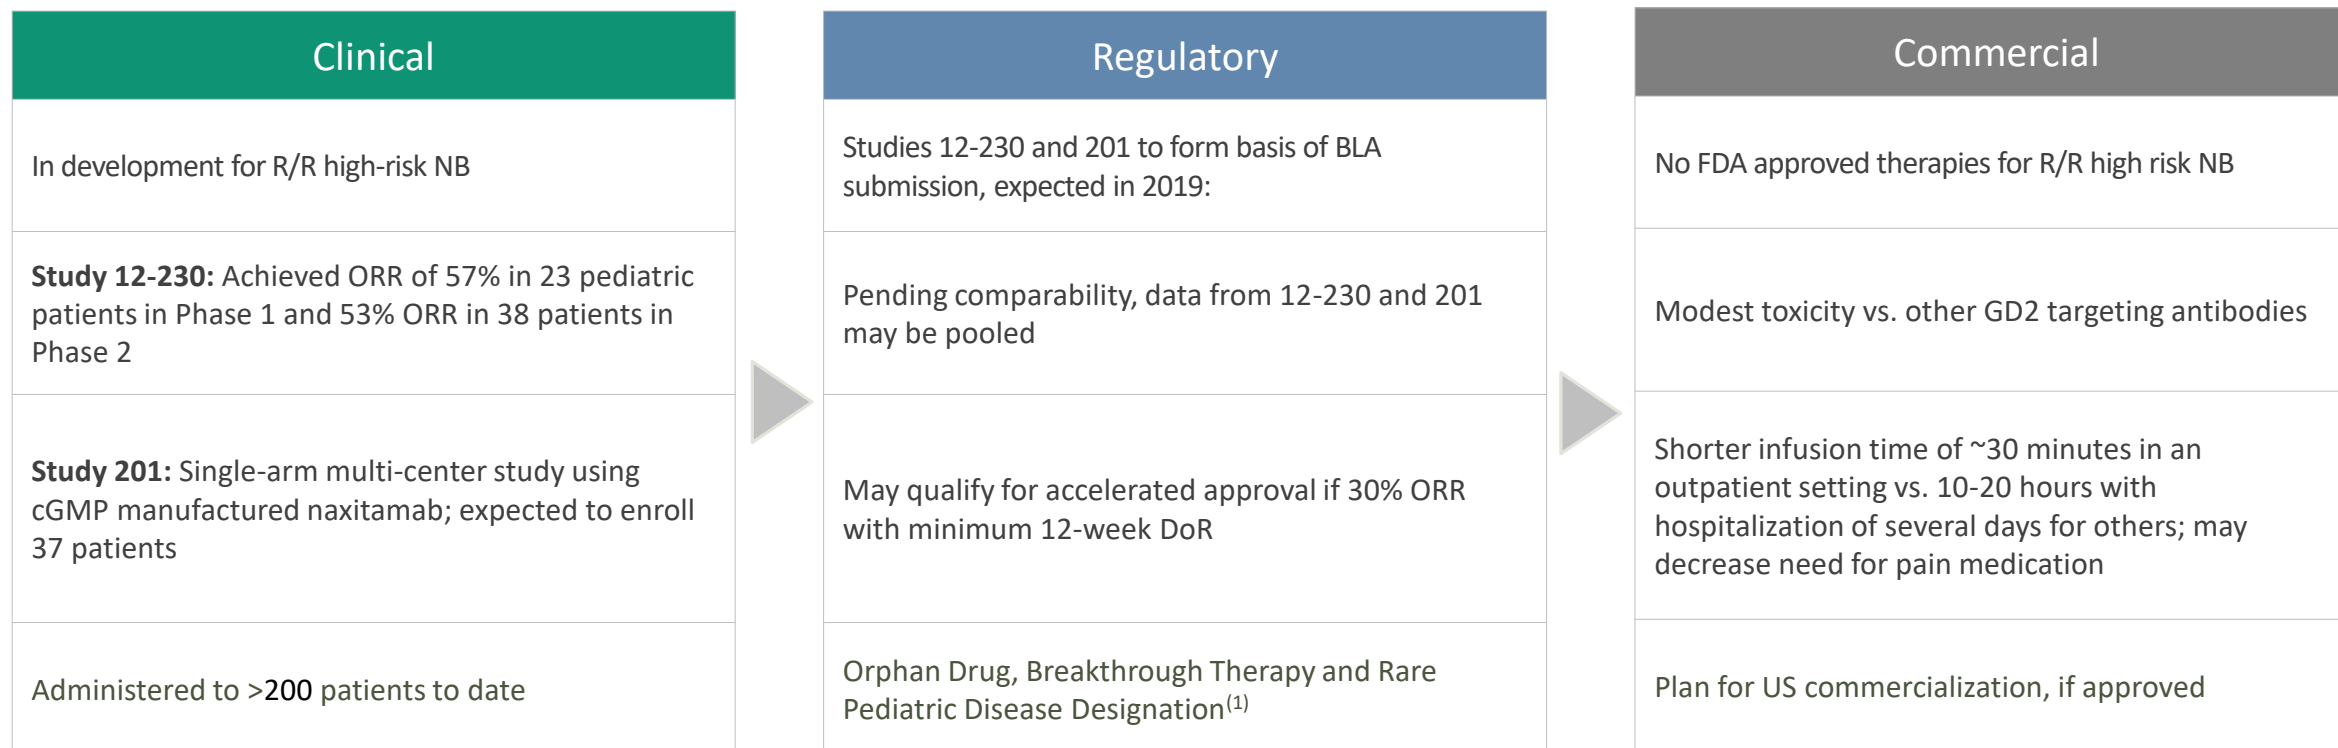 Clinical
In development for R/R high-risk NB
Study 12-230: Achieved ORR of 57% in 23 pediatric
patients in Phase 1 and 53% ORR in 38 patients in
Phase 2
Study 201: Single-arm multi-center study using
cGMP manufactured naxitamab; expected to enroll
37 patients
Administered to >200 patients to date
Regulatory
Studies 12-230 and 201 to form basis of BLA
submission, expected in 2019:
Pending comparability, data from 12-230 and 201
may be pooled
May qualify for accelerated approval if 30% ORR
with minimum 12-week DoR
Orphan Drug, Breakthrough Therapy and Rare
Pediatric Disease Designation(1)
Commercial
No FDA approved therapies for R/R high risk NB
Modest toxicity vs. other GD2 targeting antibodies
Shorter infusion time of ~30 minutes in an
outpatient setting vs. 10-20 hours with
hospitalization of several days for others; may
decrease need for pain medication
Plan for US commercialization, if approved